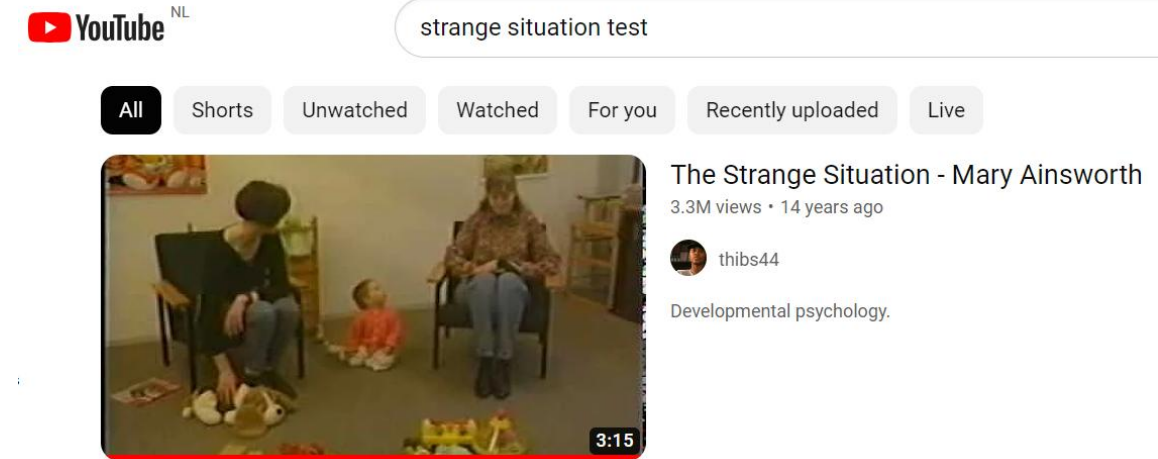 YouTube NL
strange situation test
All Shorts Unwatched Watched For you Recently uploaded Live
The Strange Situation - Mary Ainsworth
3.3M views • 14 years ago
thibs44
Developmental psychology.
3:15